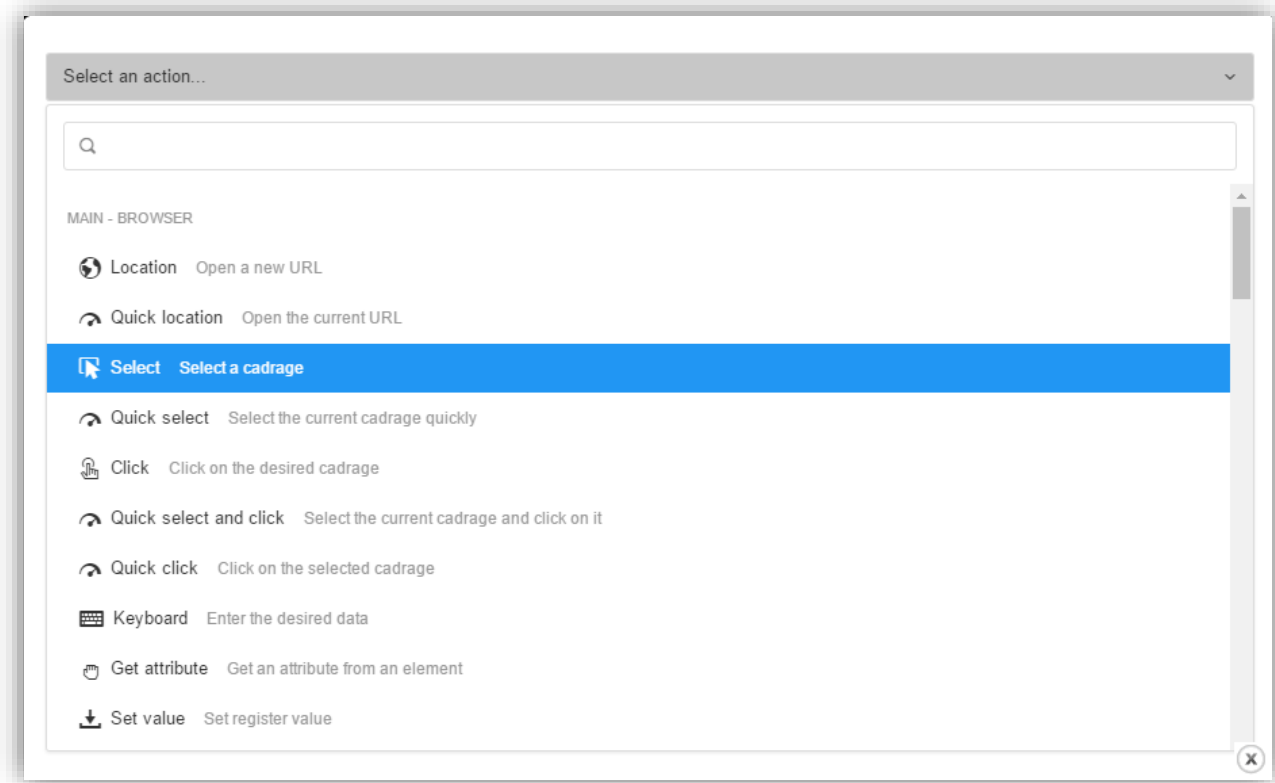 Select an action...
MAIN - BROWSER
Location Open a new URL
Quick location Open the current URL
Select Select a cadrage
Quick select Select the current cadrage quickly
Click Click on the desired cadrage
Quick select and click Select the current cadrage and click on it
Quick click Click on the selected cadrage
Keyboard Enter the desired data
Get attribute Get an attribute from an element
Set value Set register value
x